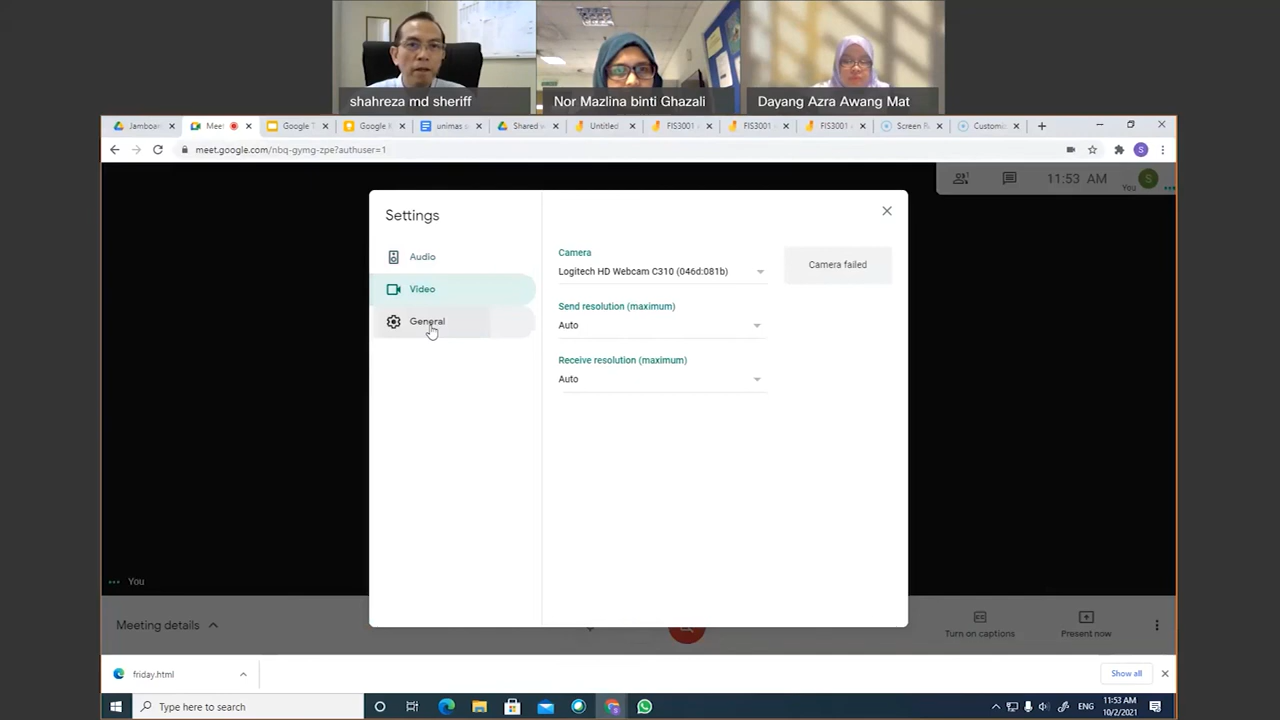 shahreza md sheriff
Nor Mazlina binti Ghazali
Dayang Azra Awang Mat
Jamboar
Meet
Google T
Google K
unimas s
Shared w
Untitled
FIS3001 -
FIS3001 -
FIS3001 -
Screen R
Customi
meet.google.com/nbq-gymg-zpe?authuser=1
S
11:53 AM
You
S
Settings
Audio
Video
General
Camera
Logitech HD Webcam C310 (046d:081b)
Camera failed
Send resolution (maximum)
Auto
Receive resolution (maximum)
Auto
You
Meeting details
Turn on captions
Present now
friday.html
Show all
Type here to search
ENG
11:53 AM
10/2/2021